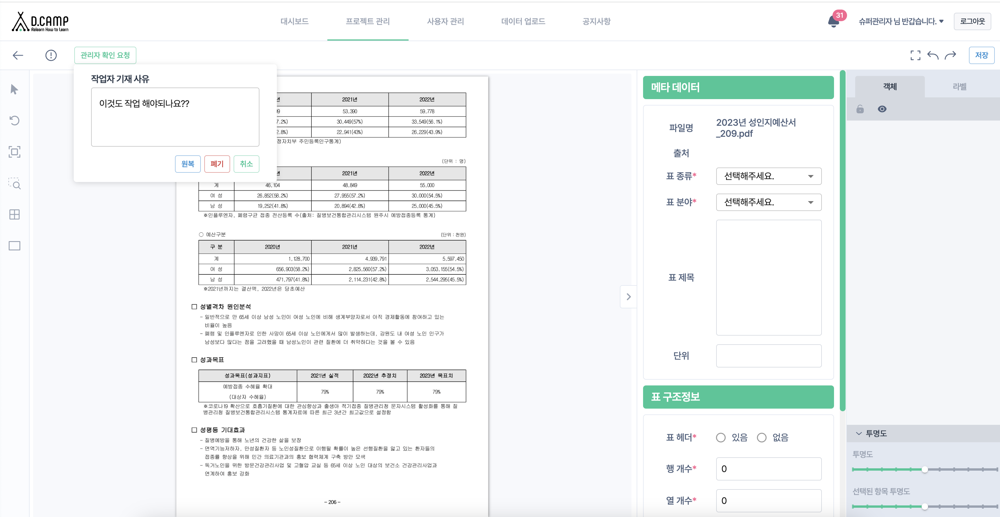 D.CAMP
Relearn How to Learn
대시보드 프로젝트 관리 사용자 관리 데이터 업로드 공지사항
31
슈퍼관리자 님 반갑습니다.
로그아웃
관리자 확인 요청
저장
작업자 기재 사유
이것도 작업 해야되나요??
원복 폐기 취소
년 2021년 2022년
53,390 59,778
7.2%) 30,449(57%) 33,549(56.1%)
2.8%) 22,941(43%) 26,229(43.9%)
정자치부 주민등록인구통계)
(단위 : 명)
년 2021년 2022년
계 46,104 48,849 55,000
여 성 26,852(58.2%) 27,955(57.2%) 30,000(54.5%)
남 성 19,252(41.8%) 20,894(42.8%) 25,000(45.5%)
※인플루엔자, 폐렴구균 접종 전산등록 수(출처: 질병보건통합관리시스템 원주시 예방접종등록 통계)
○ 예산구분 (단위 : 천원)
구 분 2020년 2021년 2022년
계 1,128,700 4,939,791 5,597,450
여 성 656,903(58.2%) 2,825,560(57.2%) 3,053,155(54.5%)
남 성 471,797(41.8%) 2,114,231(42.8%) 2,544,295(45.5%)
※2021년까지는 결산액, 2022년은 당초예산
□ 성별격차 원인분석
- 일반적으로 만 65세 이상 남성 노인이 여성 노인에 비해 생계부양자로서 아직 경제활동에 참여하고 있는
비율이 높음
- 폐렴 및 인플루엔자로 인한 사망이 65세 이상 노인에게서 많이 발생하는데, 강원도 내 여성 노인 인구가
남성보다 많다는 점을 고려했을 때 남성노인이 관련 질환에 더 취약하다는 것을 볼 수 있음
□ 성과목표
성과목표(성과지표) 2021년 실적 2022년 추정치 2023년 목표치
예방접종 수혜율 확대
(대상자 수혜율) 79% 79% 79%
※코로나19 확산으로 호흡기질환에 대한 관심향상과 출생아 적기접종 질병관리청 문자시스템 활성화를 통해 질
병관리청 질병보건통합관리시스템 통계자료에 따른 최근 3년간 최고값으로 설정함
□ 성평등 기대효과
- 질병예방을 통해 노년의 건강한 삶을 보장
- 면역기능저하자, 만성질환자 등 노인성질환으로 이행될 확률이 높은 선행질환을 앓고 있는 환자들의
접종률 향상을 위해 민간 의료기관과의 홍보 협력체계 구축 방안 모색
- 독거노인을 위한 방문건강관리사업 및 고혈압 교실 등 65세 이상 노인 대상의 보건소 건강관리사업과
연계하여 홍보 강화
- 206 -
메타 데이터
파일명 2023년 성인지예산서
_209.pdf
출처
표 종류* 선택해주세요.
표 분야* 선택해주세요.
표 제목
단위
표 구조정보
표 헤더* 있음 없음
행 개수* 0
열 개수* 0
객체 라벨
투명도
투명도
선택된 항목 투명도